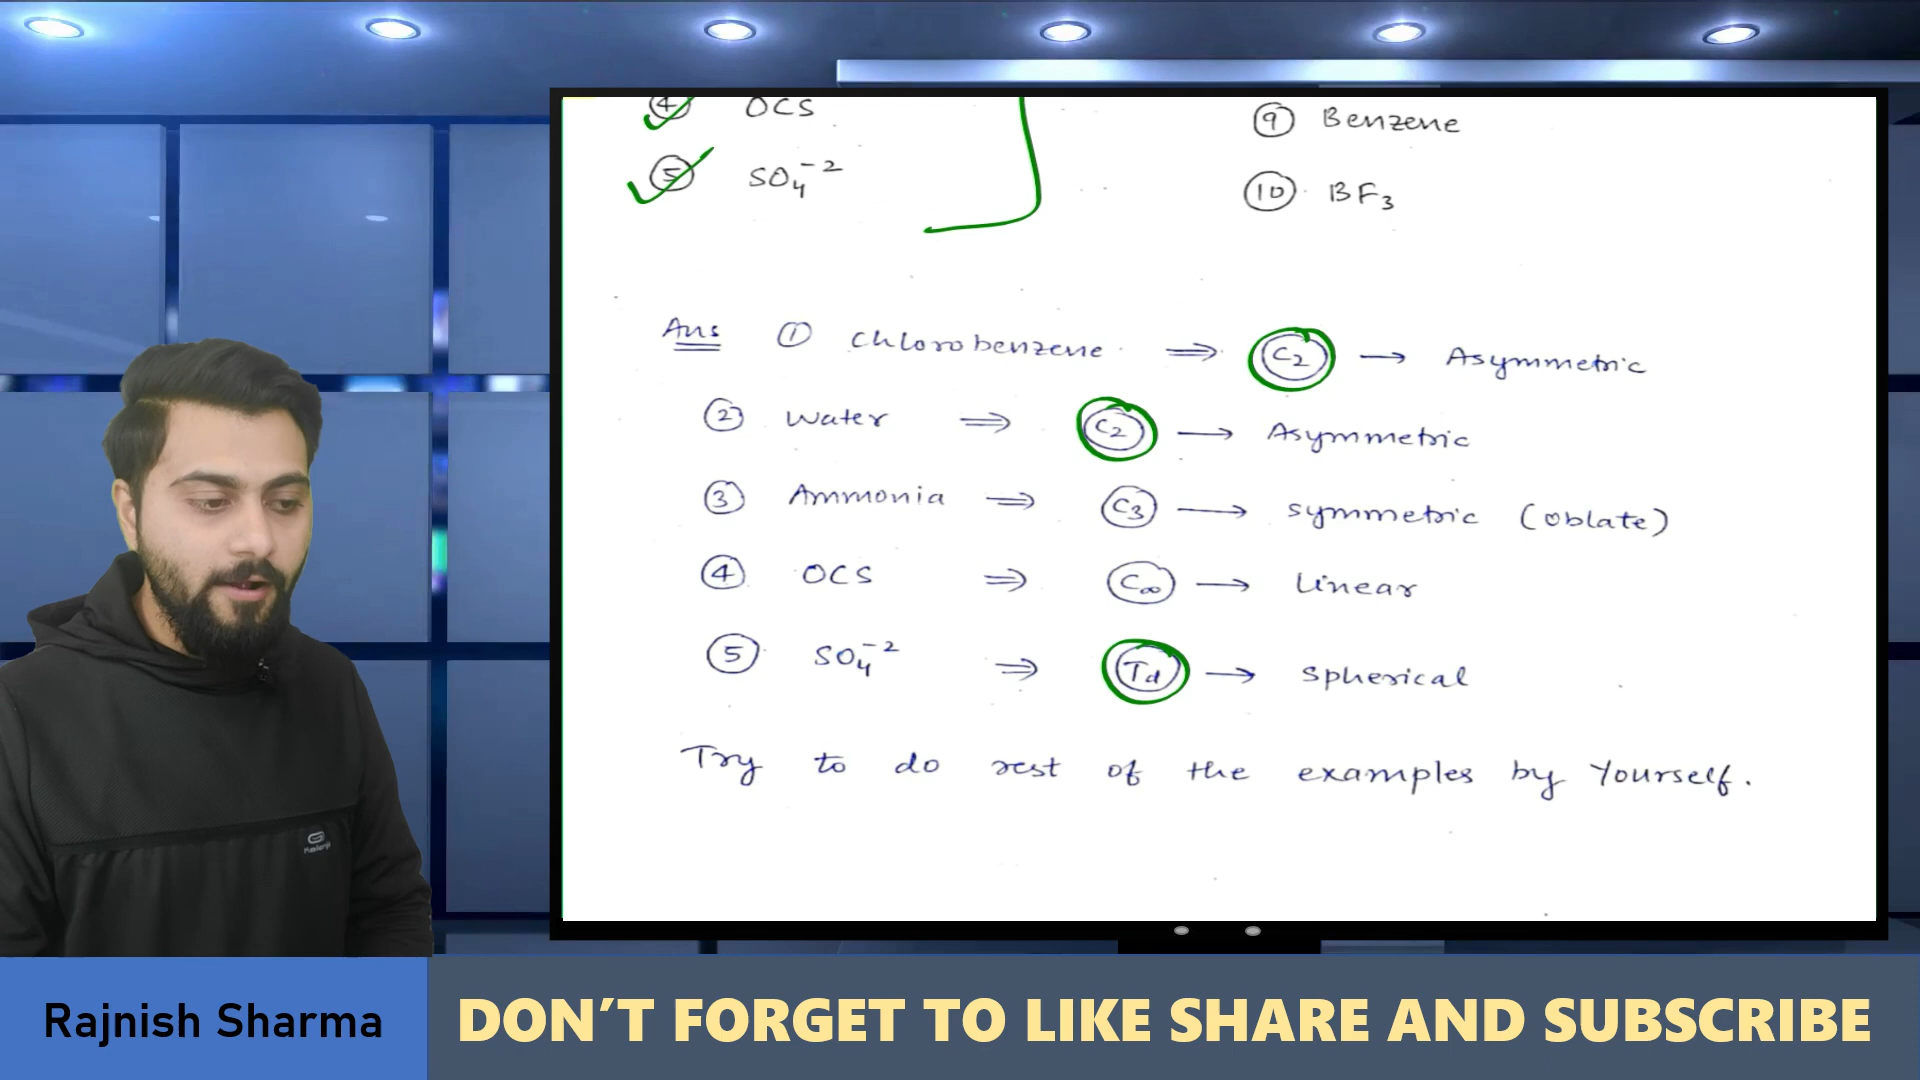 ④ OCS
⑤ SO₄⁻²
⑨ Benzene
⑩ BF₃
Ans ① Chlorobenzene ⇒ C₂ → Asymmetric
② Water ⇒ C₂ → Asymmetric
③ Ammonia ⇒ C₃ → symmetric (oblate)
④ OCS ⇒ C∞ → Linear
⑤ SO₄⁻² ⇒ Td → Spherical
Try to do rest of the examples by Yourself.
Rajnish Sharma
DON’T FORGET TO LIKE SHARE AND SUBSCRIBE